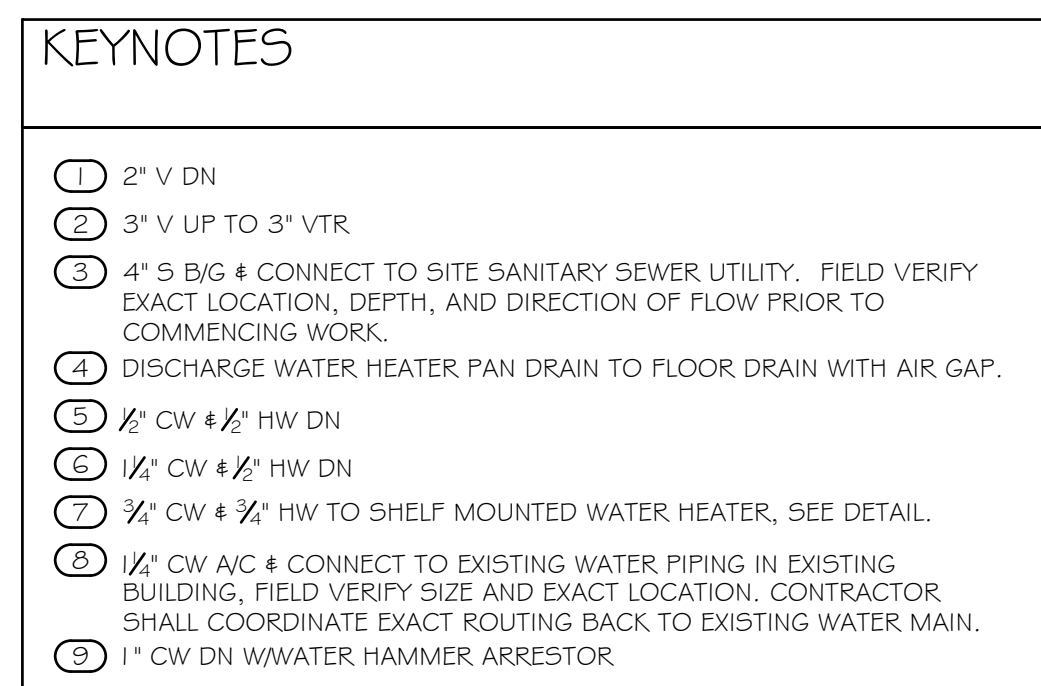 KEYNOTES
1 2" V DN
2 3" V UP TO 3" VTR
3 4" S B/G & CONNECT TO SITE SANITARY SEWER UTILITY. FIELD VERIFY
EXACT LOCATION, DEPTH, AND DIRECTION OF FLOW PRIOR TO
COMMENCING WORK.
4 DISCHARGE WATER HEATER PAN DRAIN TO FLOOR DRAIN WITH AIR GAP.
5 1/2" CW & 1/2" HW DN
6 1 1/4" CW & 1/2" HW DN
7 3/4" CW & 3/4" HW TO SHELF MOUNTED WATER HEATER, SEE DETAIL.
8 1 1/4" CW A/C & CONNECT TO EXISTING WATER PIPING IN EXISTING
BUILDING, FIELD VERIFY SIZE AND EXACT LOCATION. CONTRACTOR
SHALL COORDINATE EXACT ROUTING BACK TO EXISTING WATER MAIN.
9 1" CW DN W/WATER HAMMER ARRESTOR